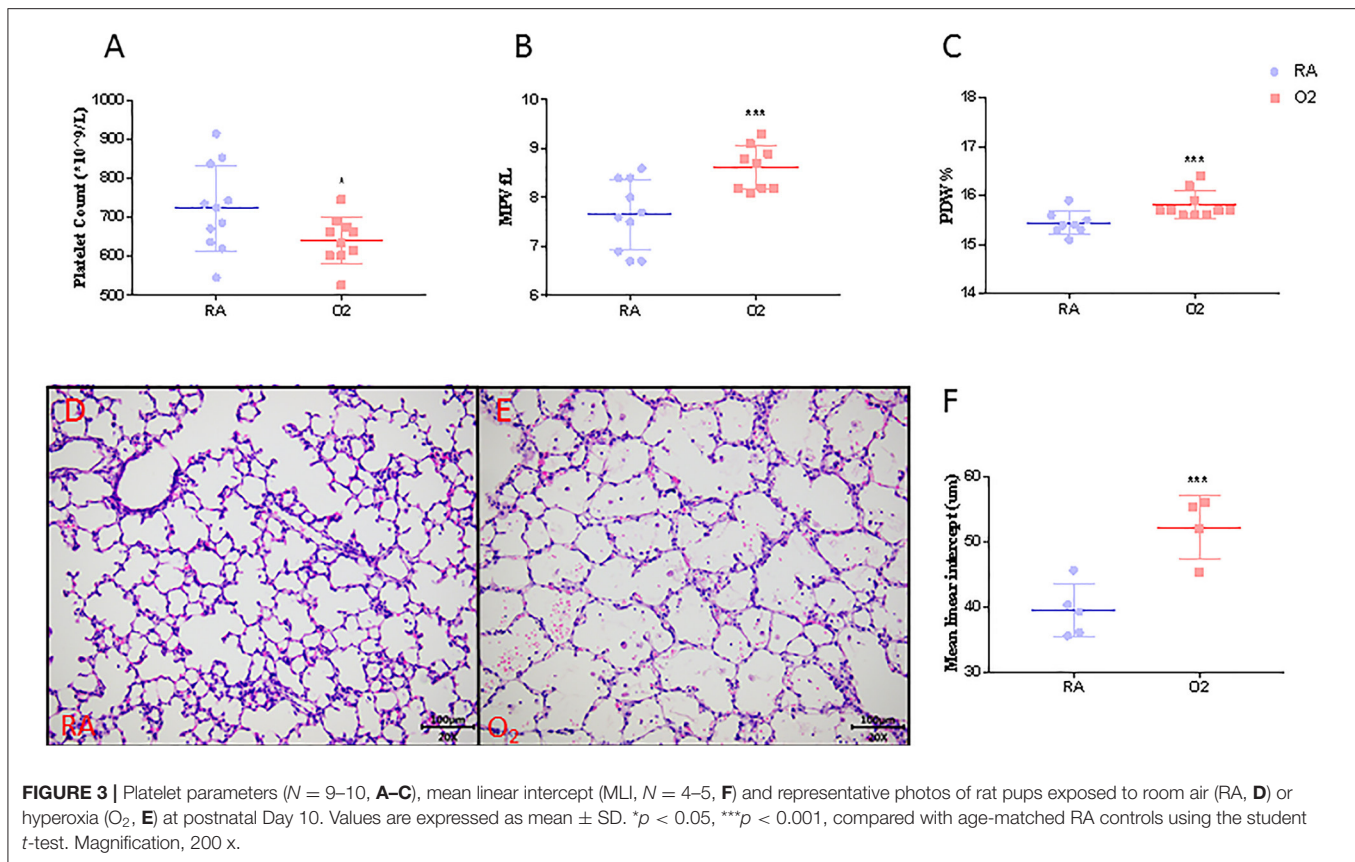 A
Platelet Count (*10^9/L)
1000
900
800
700
600
500
*
RA
O2
B
MPV fL
10
8
6
***
RA
O2
C
PDW %
18
17
16
15
14
***
RA
O2
RA
O2
D
RA
100μm
20X
E
O2
100μm
20X
F
Mean linear intercept (um)
60
50
40
30
***
RA
O2
FIGURE 3 | Platelet parameters (N = 9–10, A–C), mean linear intercept (MLI, N = 4–5, F) and representative photos of rat pups exposed to room air (RA, D) or
hyperoxia (O2, E) at postnatal Day 10. Values are expressed as mean ± SD. *p < 0.05, ***p < 0.001, compared with age-matched RA controls using the student
t-test. Magnification, 200 x.